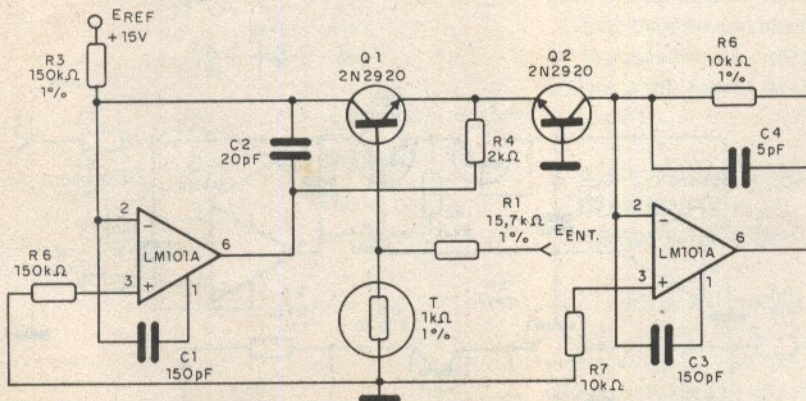 EREF
+15V
R3
150kΩ
1%
Q1
2N2920
Q2
2N2920
R6
10kΩ
1%
C2
20pF
R4
2kΩ
C4
5pF
R1
15,7kΩ
1%
EENT.
2
-
LM101A
6
3
+
1
R6
150kΩ
C1
150pF
T
1kΩ
1%
2
-
LM101A
6
3
+
1
R7
10kΩ
C3
150pF